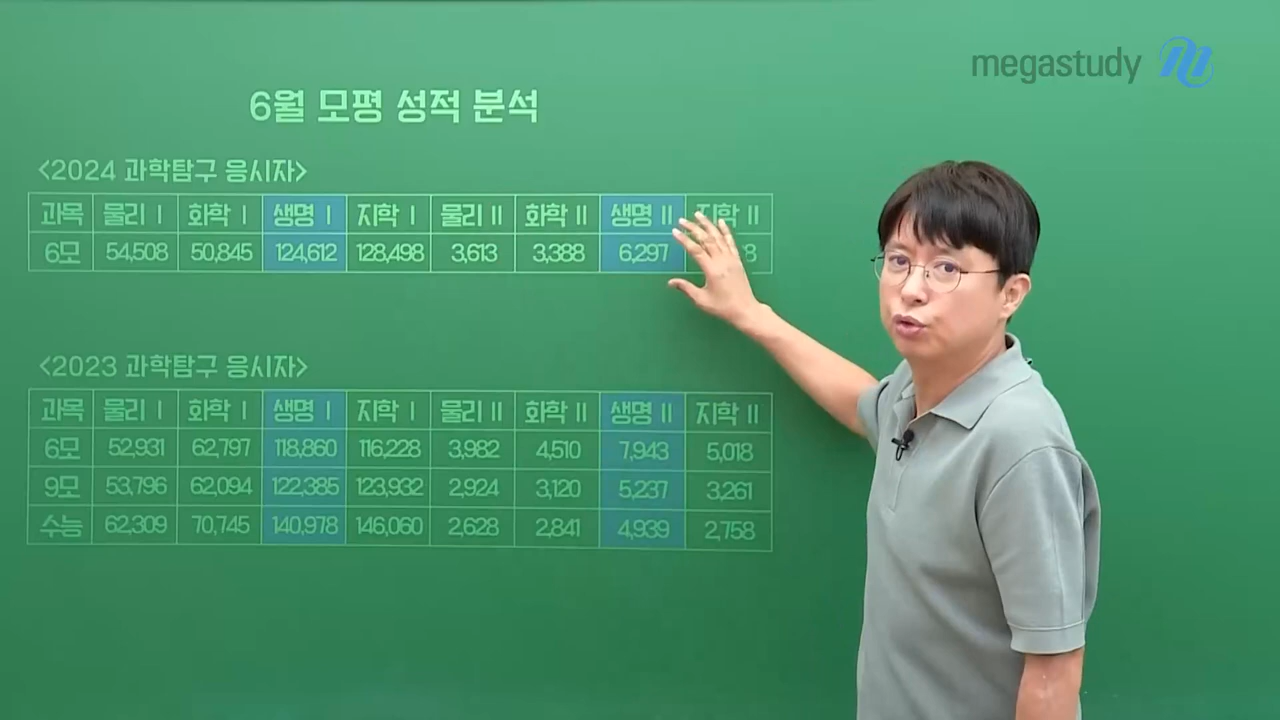 megastudy
6월 모평 성적 분석
<2024 과학탐구 응시자>
과목 물리 I 화학 I 생명 I 지학 I 물리 II 화학 II 생명 II 지학 II
6모 54,508 50,845 124,612 128,498 3,613 3,388 6,297
<2023 과학탐구 응시자>
과목 물리 I 화학 I 생명 I 지학 I 물리 II 화학 II 생명 II 지학 II
6모 52,931 62,797 118,860 116,228 3,982 4,510 7,943 5,018
9모 53,796 62,094 122,385 123,932 2,924 3,120 5,237 3,261
수능 62,309 70,745 140,978 146,060 2,628 2,841 4,939 2,758